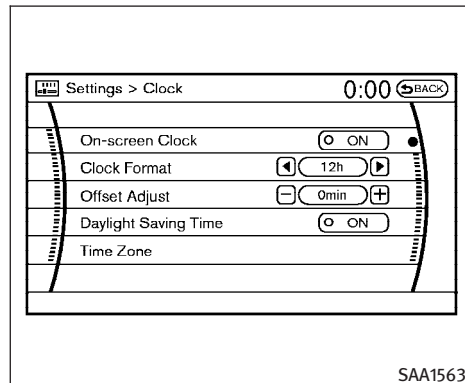 Settings > Clock 0:00 BACK
On-screen Clock ON
Clock Format 12h
Offset Adjust 0min
Daylight Saving Time ON
Time Zone
SAA1563